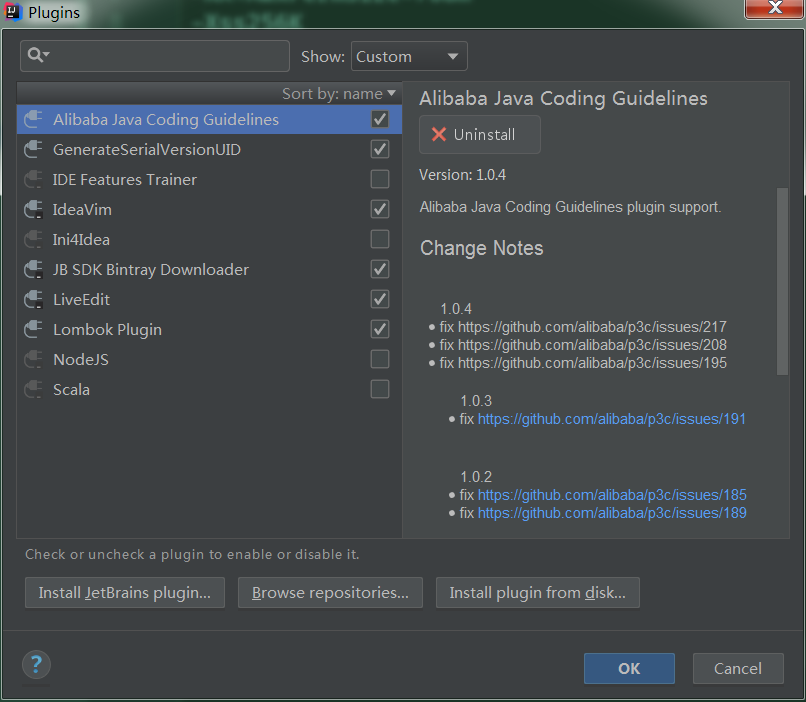 -Xss256K
Plugins
Show: Custom
Sort by: name
Alibaba Java Coding Guidelines
GenerateSerialVersionUID
IDE Features Trainer
IdeaVim
Ini4Idea
JB SDK Bintray Downloader
LiveEdit
Lombok Plugin
NodeJS
Scala
Alibaba Java Coding Guidelines
Uninstall
Version: 1.0.4
Alibaba Java Coding Guidelines plugin support.
Change Notes
1.0.4
• fix https://github.com/alibaba/p3c/issues/217
• fix https://github.com/alibaba/p3c/issues/208
• fix https://github.com/alibaba/p3c/issues/195
1.0.3
• fix https://github.com/alibaba/p3c/issues/191
1.0.2
• fix https://github.com/alibaba/p3c/issues/185
• fix https://github.com/alibaba/p3c/issues/189
Check or uncheck a plugin to enable or disable it.
Install JetBrains plugin... Browse repositories... Install plugin from disk...
? OK Cancel